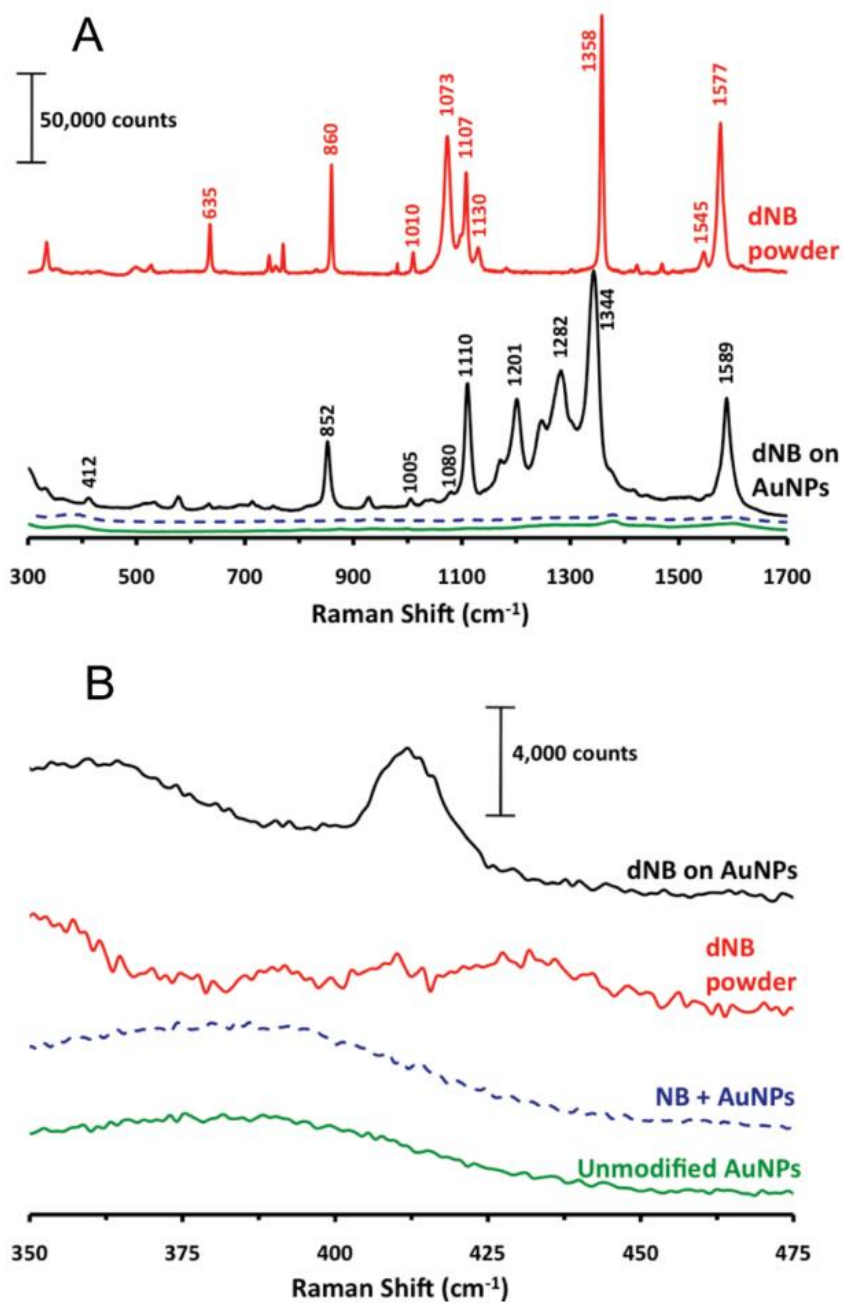 A
50,000 counts
635
860
1010
1073
1107
1130
1358
1545
1577
dNB
powder
412
852
1005
1080
1110
1201
1282
1344
1589
dNB on
AuNPs
300 500 700 900 1100 1300 1500 1700
Raman Shift (cm-1)
B
4,000 counts
dNB on AuNPs
dNB
powder
NB + AuNPs
Unmodified AuNPs
350 375 400 425 450 475
Raman Shift (cm-1)